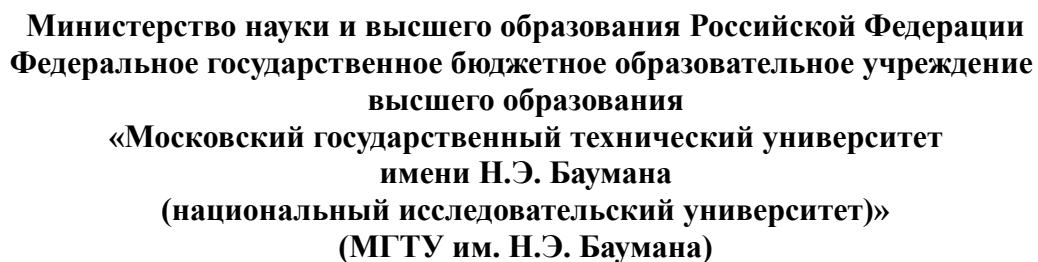 Министерство науки и высшего образования Российской Федерации
Федеральное государственное бюджетное образовательное учреждение
высшего образования
«Московский государственный технический университет
имени Н.Э. Баумана
(национальный исследовательский университет)»
(МГТУ им. Н.Э. Баумана)